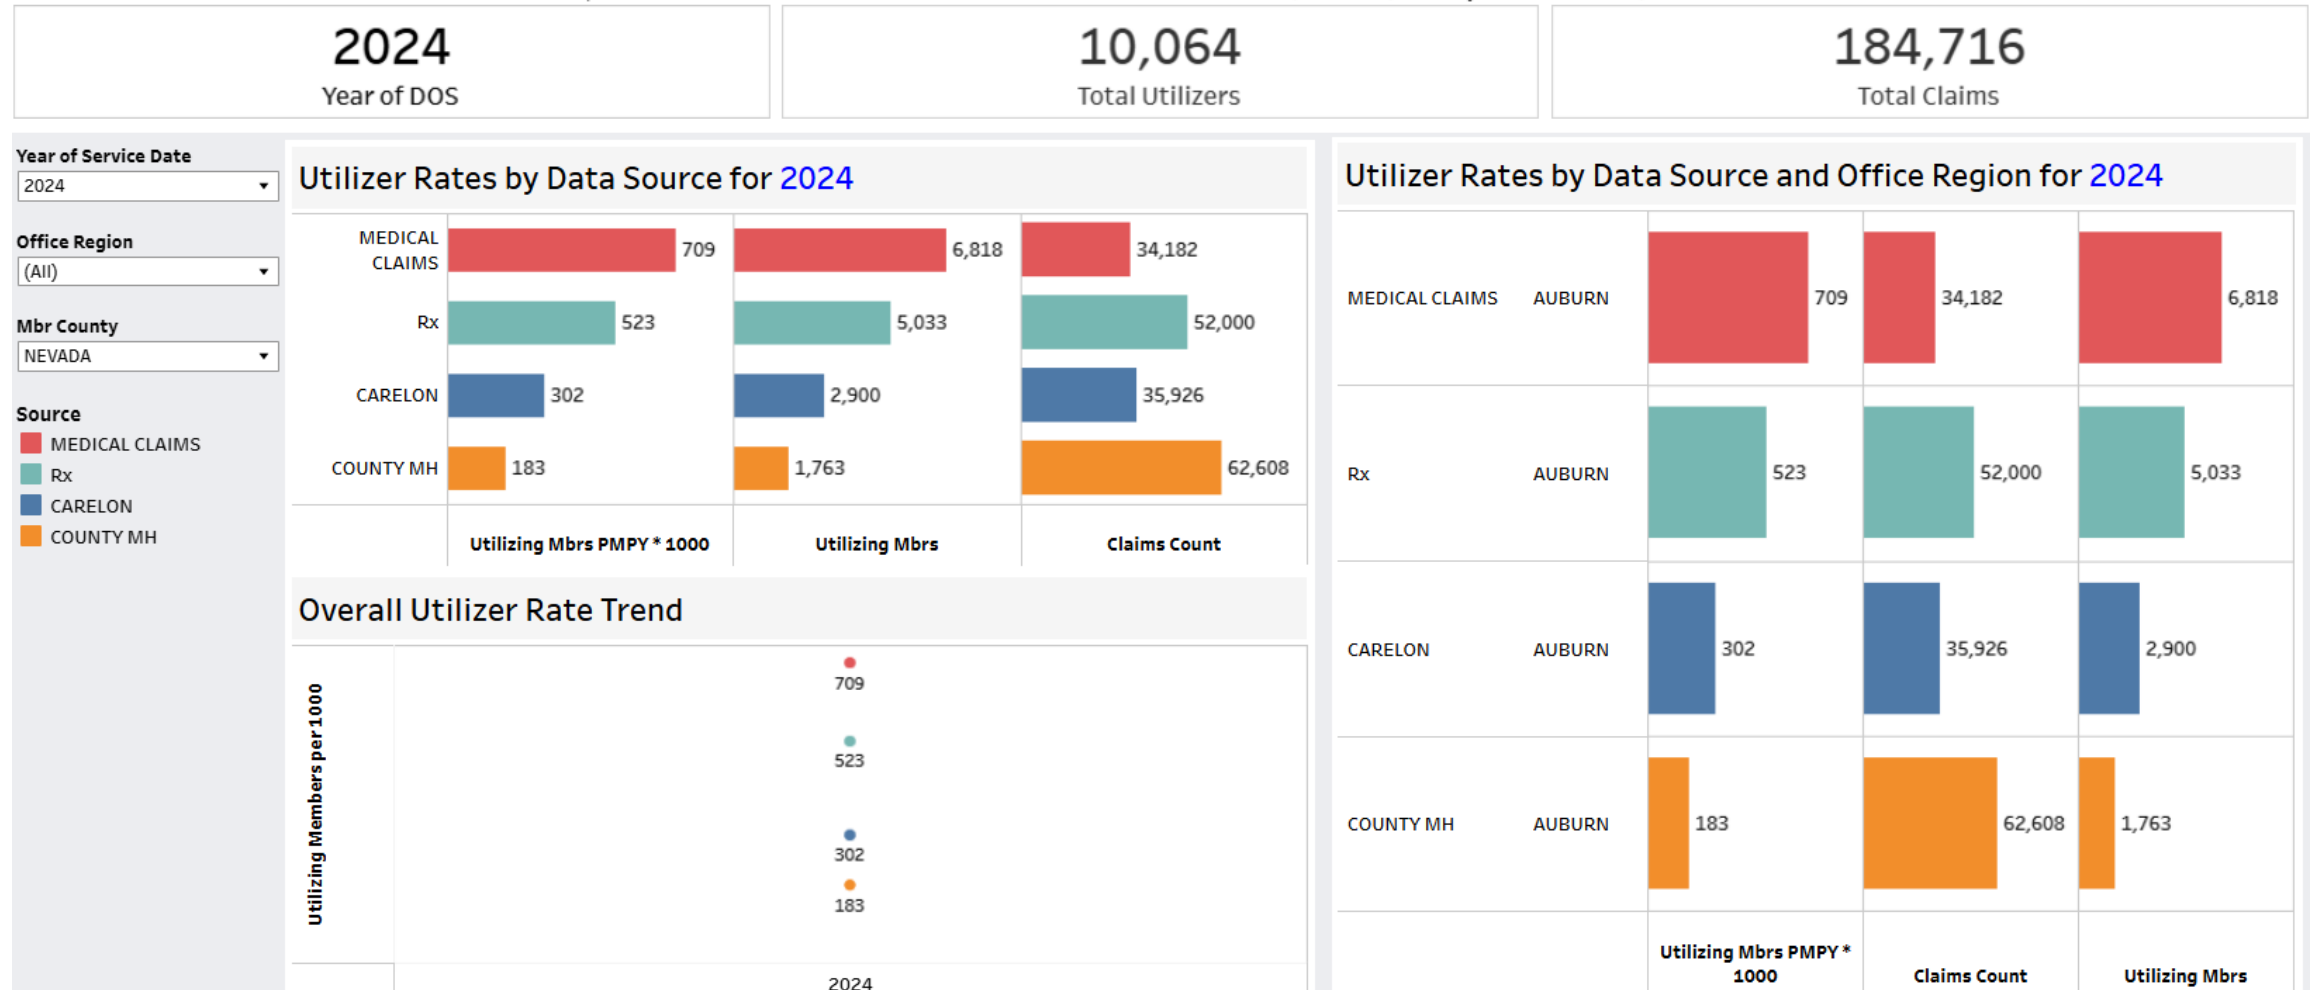 2024
Year of DOS
10,064
Total Utilizers
184,716
Total Claims
Year of Service Date
2024
Office Region
(All)
Mbr County
NEVADA
Source
MEDICAL CLAIMS
Rx
CARELON
COUNTY MH
Utilizer Rates by Data Source for 2024
MEDICAL
CLAIMS
709
6,818
34,182
Rx
523
5,033
52,000
CARELON
302
2,900
35,926
COUNTY MH
183
1,763
62,608
Utilizing Mbrs PMPY * 1000
Utilizing Mbrs
Claims Count
Overall Utilizer Rate Trend
Utilizing Members per 1000
709
523
302
183
2024
Utilizer Rates by Data Source and Office Region for 2024
MEDICAL CLAIMS
AUBURN
709
34,182
6,818
Rx
AUBURN
523
52,000
5,033
CARELON
AUBURN
302
35,926
2,900
COUNTY MH
AUBURN
183
62,608
1,763
Utilizing Mbrs PMPY *
1000
Claims Count
Utilizing Mbrs